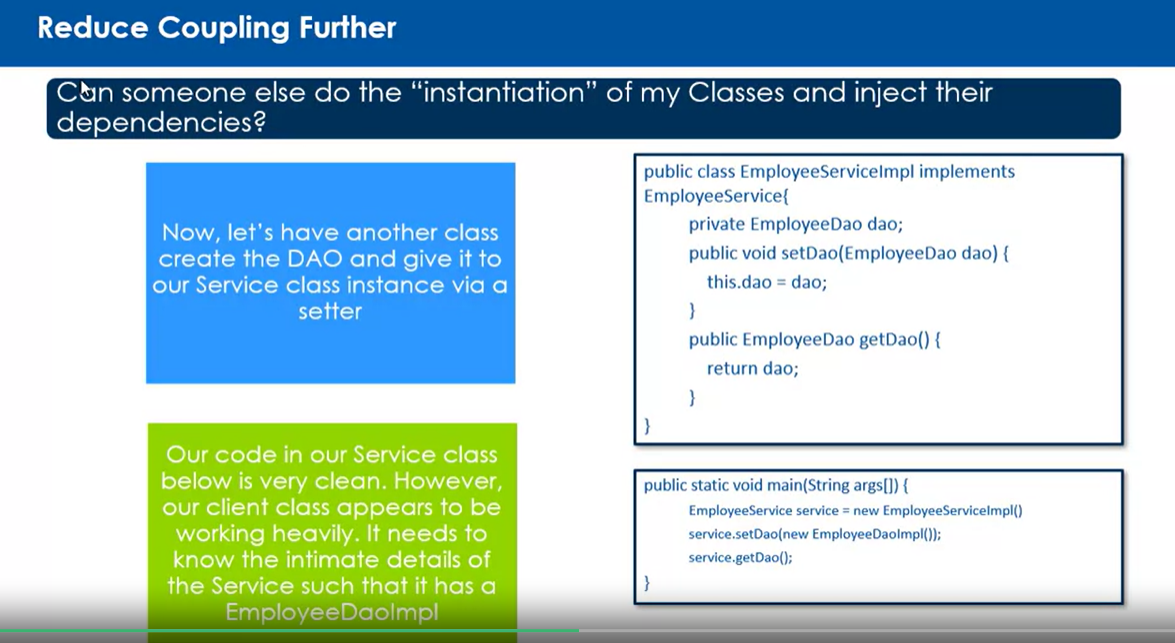 Reduce Coupling Further
Can someone else do the “instantiation” of my Classes and inject their
dependencies?
Now, let’s have another class
create the DAO and give it to
our Service class instance via a
setter
Our code in our Service class
below is very clean. However,
our client class appears to be
working heavily. It needs to
know the intimate details of
the Service such that it has a
EmployeeDaoImpl
public class EmployeeServiceImpl implements
EmployeeService{
private EmployeeDao dao;
public void setDao(EmployeeDao dao) {
this.dao = dao;
}
public EmployeeDao getDao() {
return dao;
}
}
public static void main(String args[]) {
EmployeeService service = new EmployeeServiceImpl()
service.setDao(new EmployeeDaoImpl());
service.getDao();
}